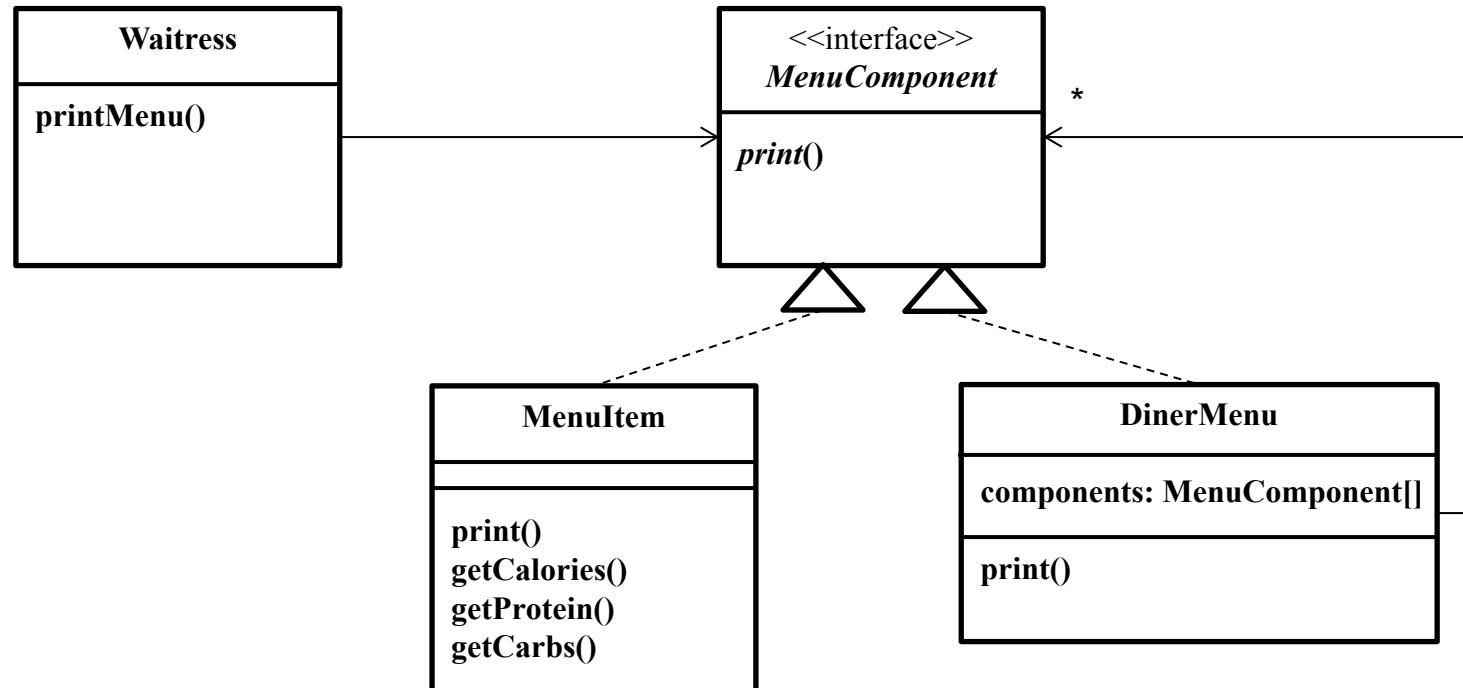 Waitress
printMenu()
<<interface>>
MenuComponent
*
print()
MenuItem
print()
getCalories()
getProtein()
getCarbs()
DinerMenu
components: MenuComponent[]
print()